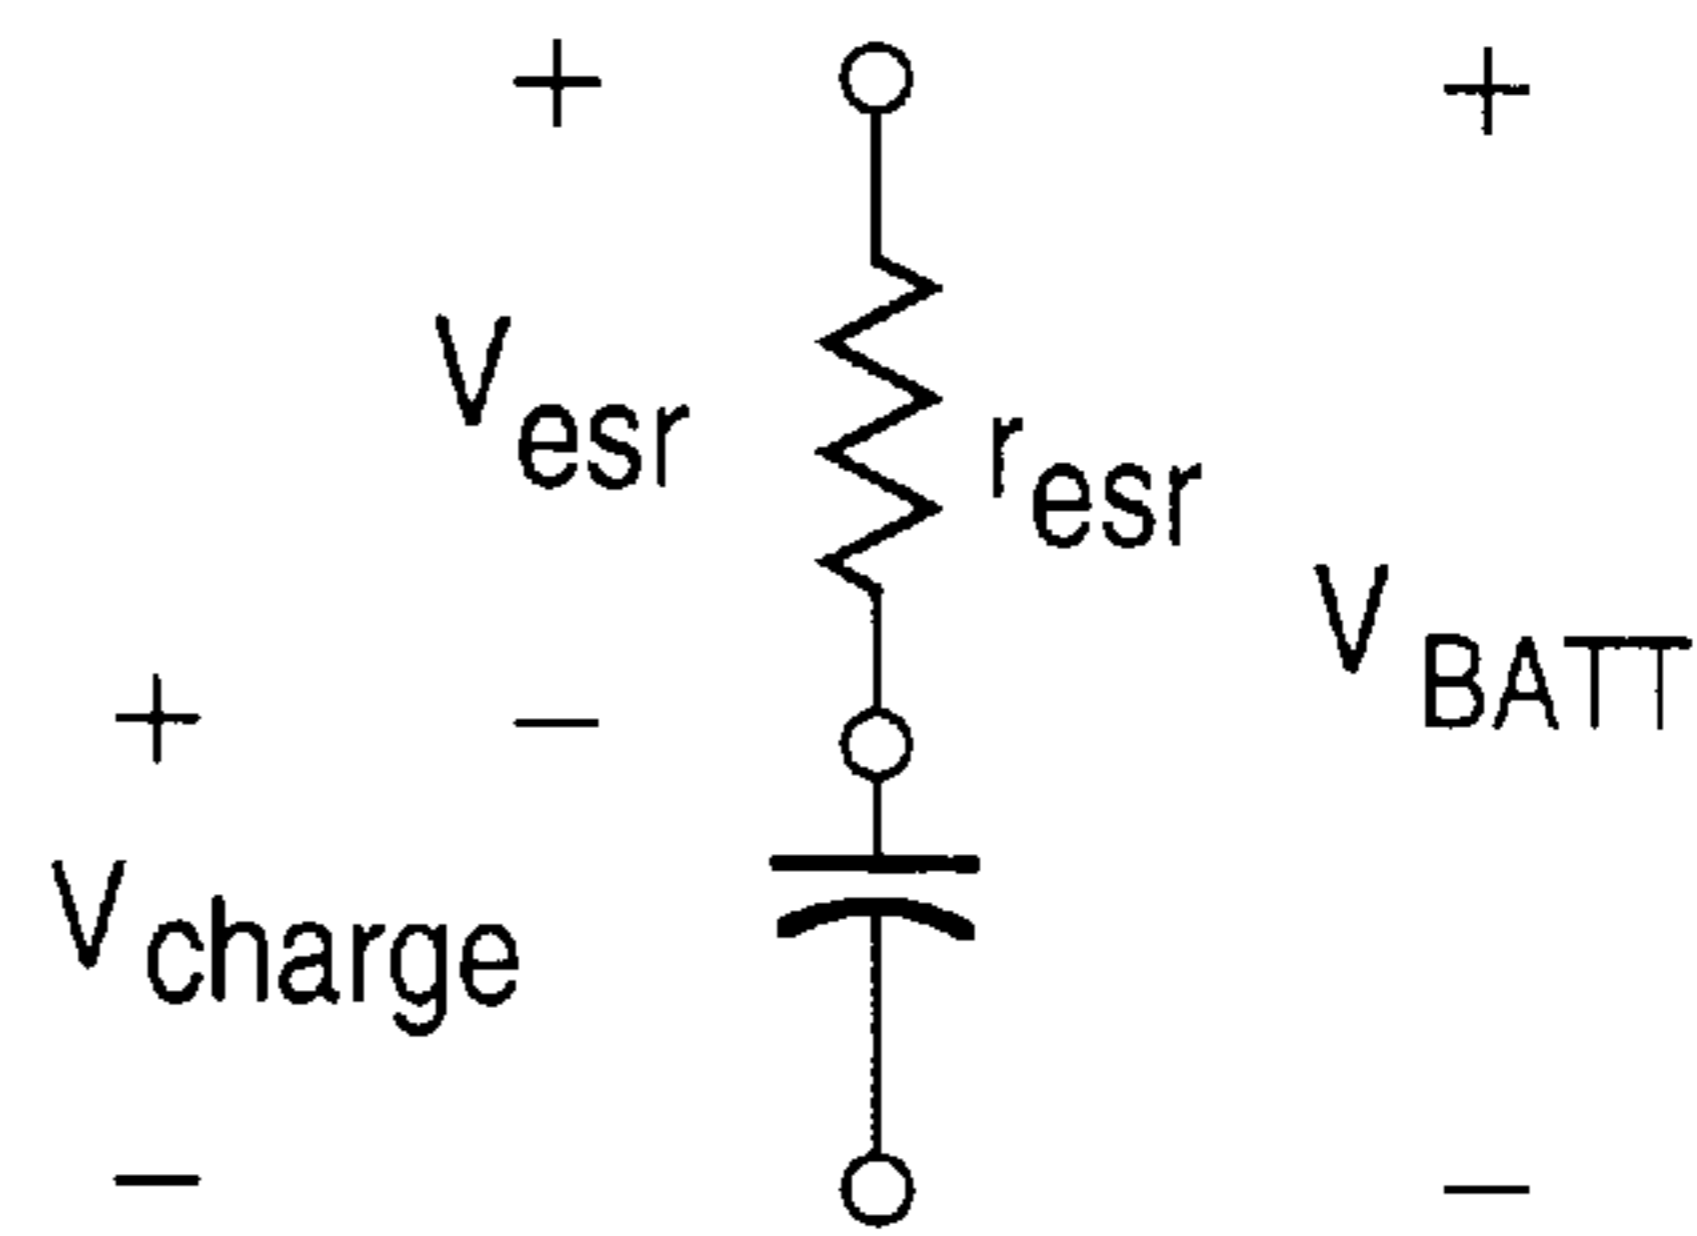 + +
Vesr
resr
VBATT
+ −
Vcharge
− −